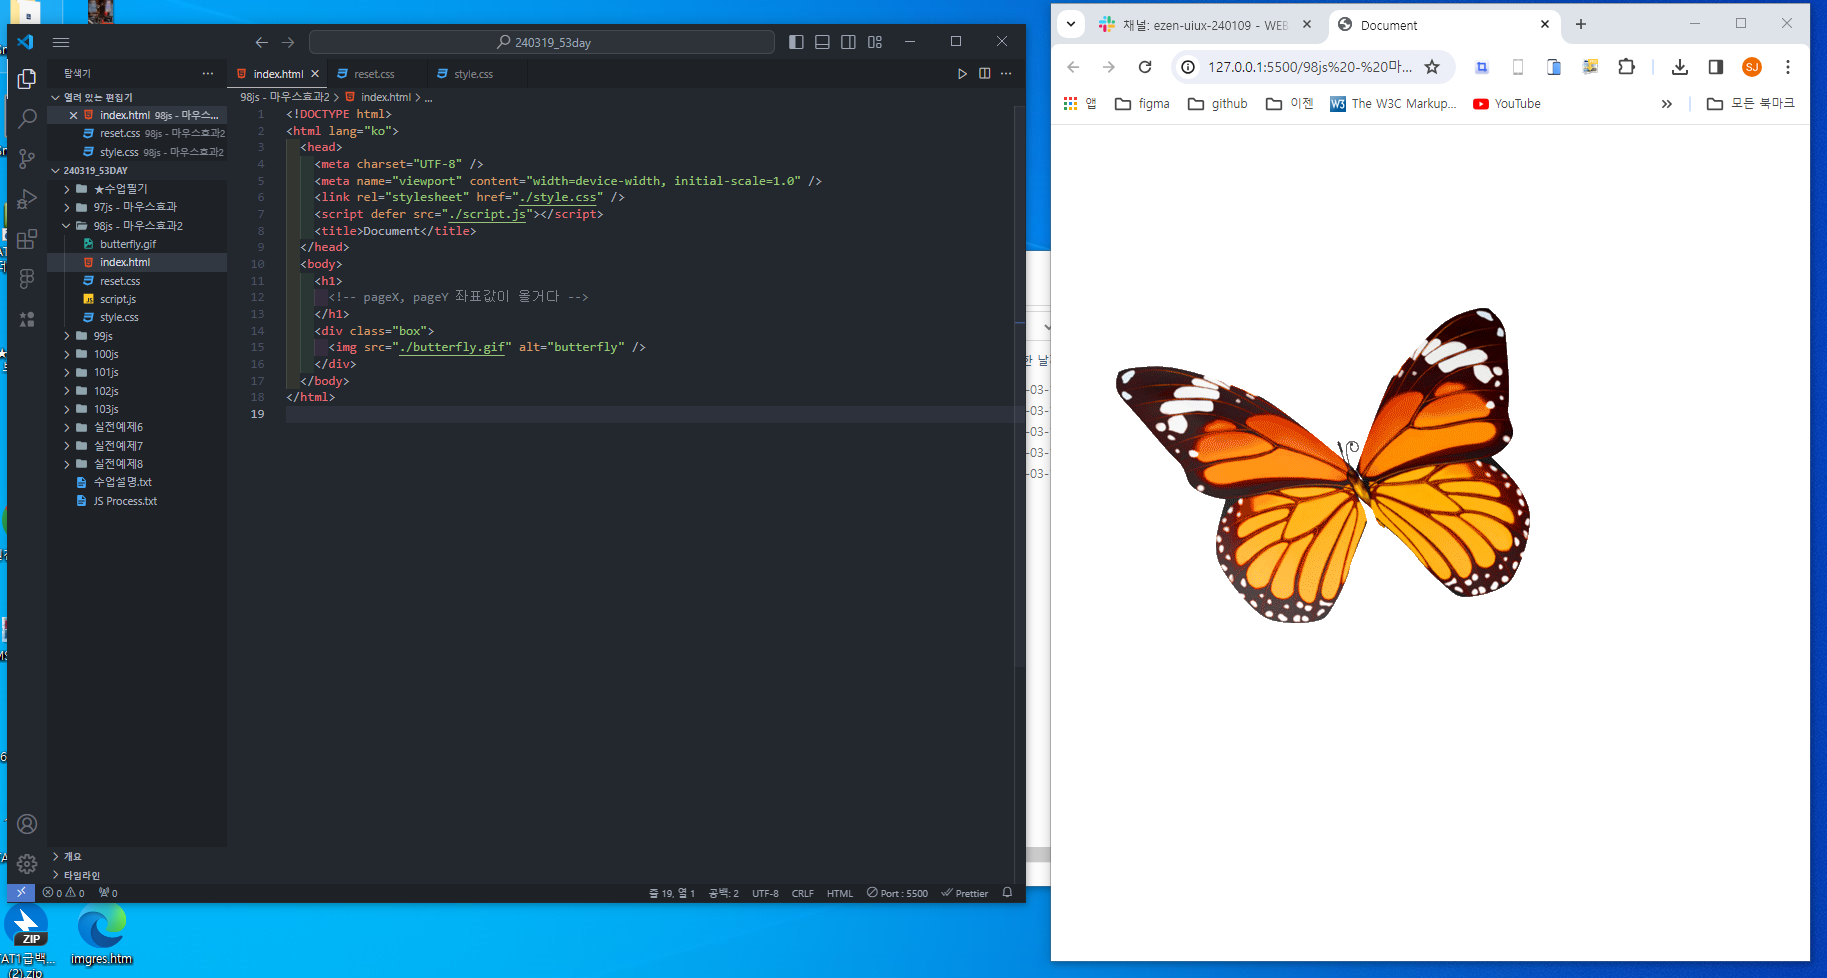 240319_53day
탐색기
index.html
reset.css
style.css
열려 있는 편집기
index.html 98js - 마우스...
reset.css 98js - 마우스효과2
style.css 98js - 마우스효과2
240319_53DAY
★수업필기
97js - 마우스효과
98js - 마우스효과2
butterfly.gif
index.html
reset.css
script.js
style.css
99js
100js
101js
102js
103js
실전예제6
실전예제7
실전예제8
수업설명.txt
JS Process.txt
개요
타임라인
98js - 마우스효과2 > index.html > ...
1 <!DOCTYPE html>
2 <html lang="ko">
3 <head>
4 <meta charset="UTF-8" />
5 <meta name="viewport" content="width=device-width, initial-scale=1.0" />
6 <link rel="stylesheet" href="./style.css" />
7 <script defer src="./script.js"></script>
8 <title>Document</title>
9 </head>
10 <body>
11 <h1>
12 <!-- pageX, pageY 좌표값이 올거다 -->
13 </h1>
14 <div class="box">
15 <img src="./butterfly.gif" alt="butterfly" />
16 </div>
17 </body>
18 </html>
19
0 0 0
줄 19, 열 1 공백: 2 UTF-8 CRLF HTML Port : 5500 Prettier
채널: ezen-uiux-240109 - WEB
Document
127.0.0.1:5500/98js%20-%20마...
SJ
앱 figma github 이젠 The W3C Markup... YouTube 모든 북마크
한 날
-03-
-03-
-03-
-03-
-03-
ZIP
(2).zip
imgres.htm